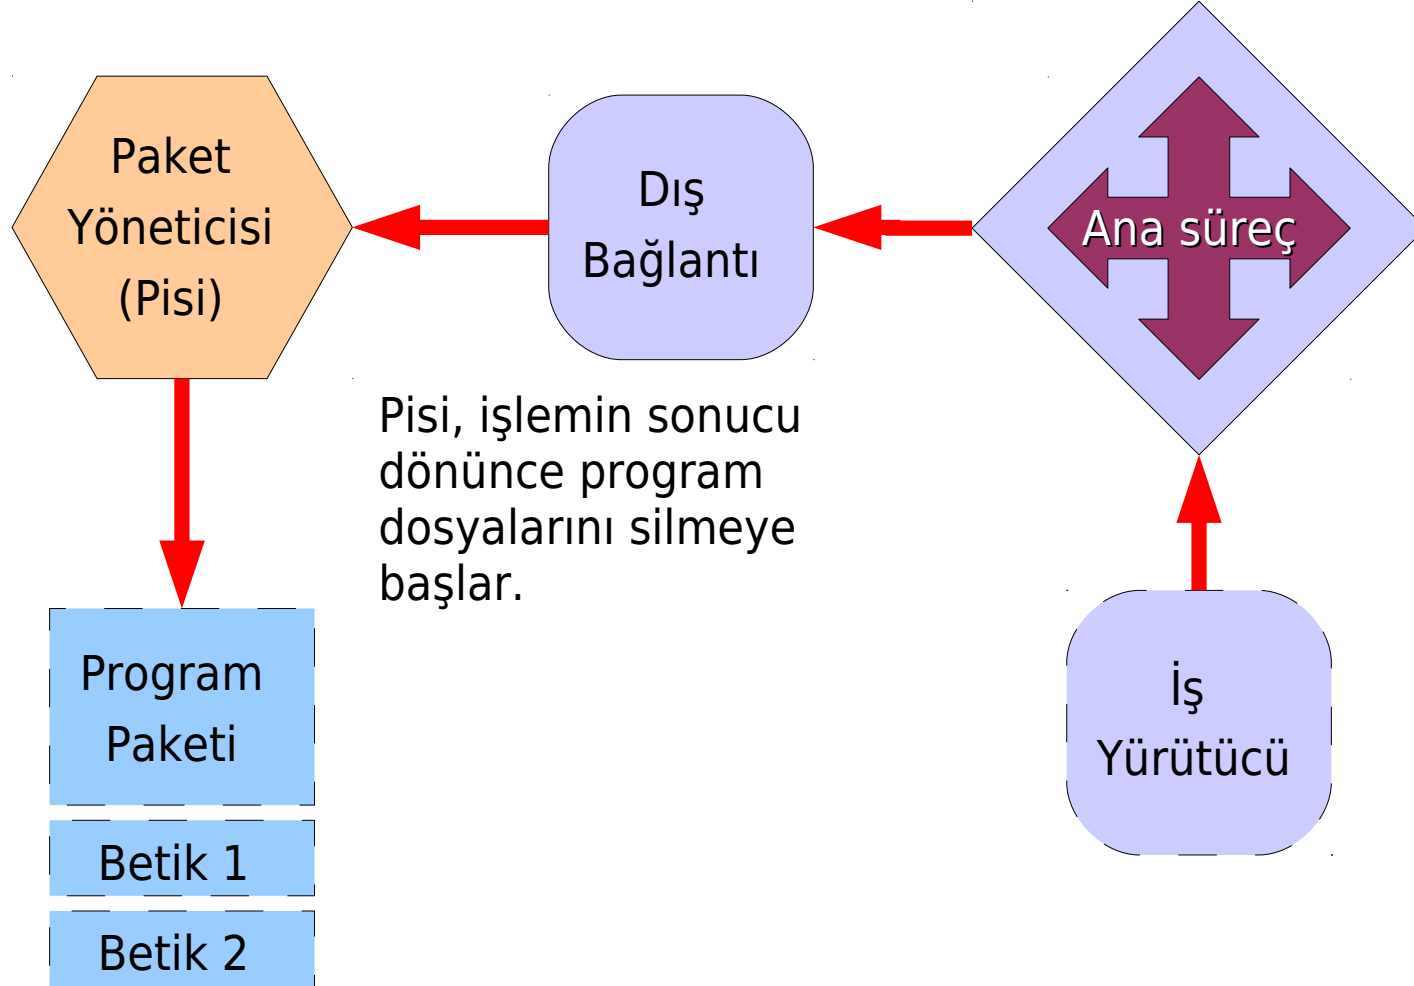 Paket
Yöneticisi
(Pisi)
Dış
Bağlantı
Ana süreç
Pisi, işlemin sonucu
dönünce program
dosyalarını silmeye
başlar.
Program
Paketi
İş
Yürütücü
Betik 1
Betik 2